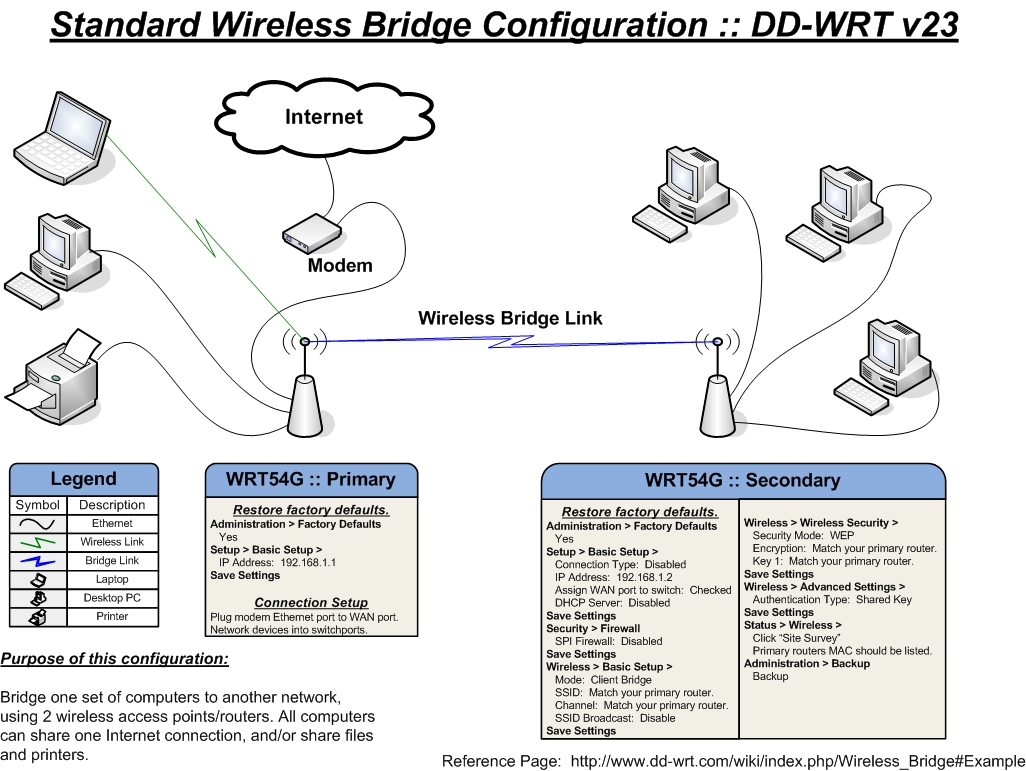 Standard Wireless Bridge Configuration :: DD-WRT v23
Internet
Modem
Wireless Bridge Link
Legend
Symbol Description
Ethernet
Wireless Link
Bridge Link
Laptop
Desktop PC
Printer
WRT54G :: Primary
Restore factory defaults.
Administration > Factory Defaults
Yes
Setup > Basic Setup >
IP Address: 192.168.1.1
Save Settings
Connection Setup
Plug modem Ethernet port to WAN port.
Network devices into switchports.
WRT54G :: Secondary
Restore factory defaults.
Administration > Factory Defaults
Yes
Setup > Basic Setup >
Connection Type: Disabled
IP Address: 192.168.1.2
Assign WAN port to switch: Checked
DHCP Server: Disabled
Save Settings
Security > Firewall
SPI Firewall: Disabled
Save Settings
Wireless > Basic Setup >
Mode: Client Bridge
SSID: Match your primary router.
Channel: Match your primary router.
SSID Broadcast: Disable
Save Settings
Wireless > Wireless Security >
Security Mode: WEP
Encryption: Match your primary router.
Key 1: Match your primary router.
Save Settings
Wireless > Advanced Settings >
Authentication Type: Shared Key
Save Settings
Status > Wireless >
Click “Site Survey”
Primary routers MAC should be listed.
Administration > Backup
Backup
Purpose of this configuration:
Bridge one set of computers to another network,
using 2 wireless access points/routers. All computers
can share one Internet connection, and/or share files
and printers.
Reference Page: http://www.dd-wrt.com/wiki/index.php/Wireless_Bridge#Example